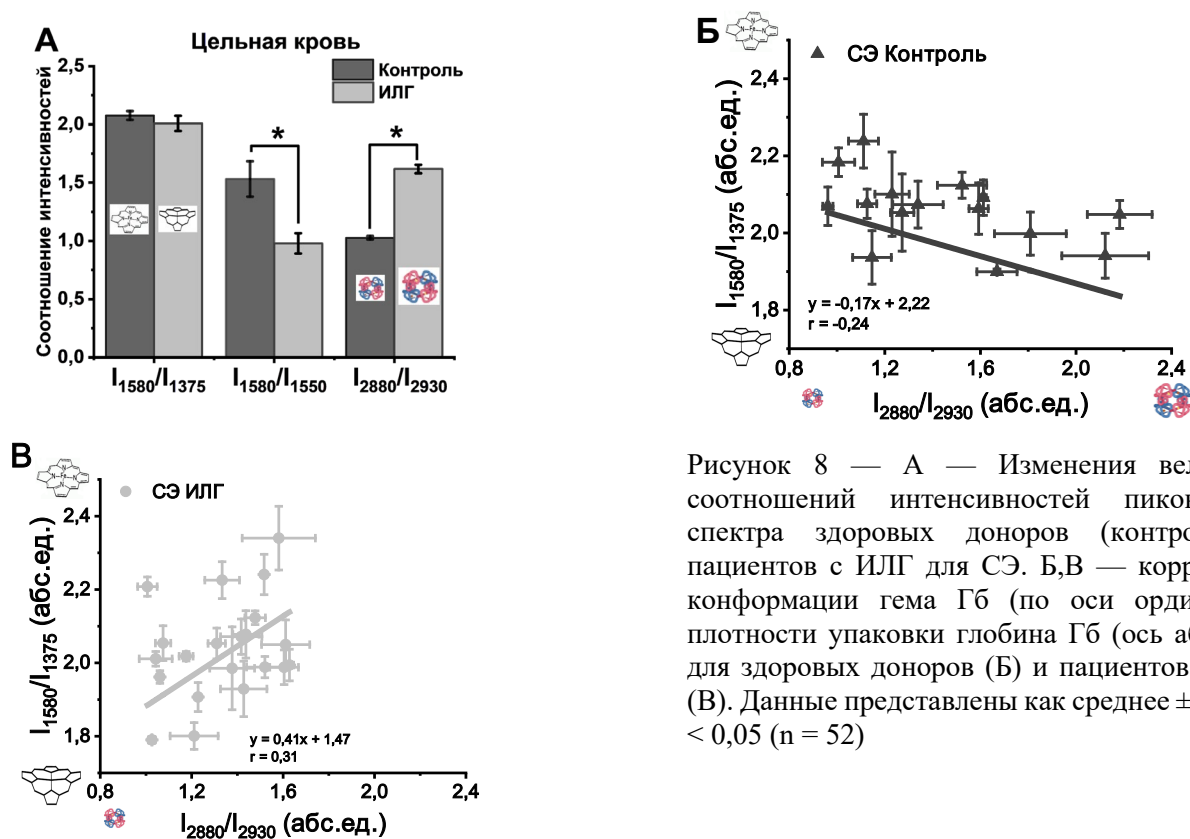 А
Цельная кровь
Соотношение интенсивностей
2,5
2,0
1,5
1,0
0,5
0,0
Контроль
ИЛГ
*
*
I1580/I1375
I1580/I1550
I2880/I2930
Б
СЭ Контроль
I1580/I1375 (абс.ед.)
2,4
2,2
2,0
1,8
y = -0,17x + 2,22
r = -0,24
0,8
1,2
1,6
2,0
2,4
I2880/I2930 (абс.ед.)
В
СЭ ИЛГ
I1580/I1375 (абс.ед.)
2,4
2,2
2,0
1,8
y = 0,41x + 1,47
r = 0,31
0,8
1,2
1,6
2,0
2,4
I2880/I2930 (абс.ед.)
Рисунок 8 — А — Изменения вел
соотношений интенсивностей пиков
спектра здоровых доноров (контро
пациентов с ИЛГ для СЭ. Б,В — корр
конформации гема Гб (по оси орди
плотности упаковки глобина Гб (ось аб
для здоровых доноров (Б) и пациентов
(В). Данные представлены как среднее ±
< 0,05 (n = 52)